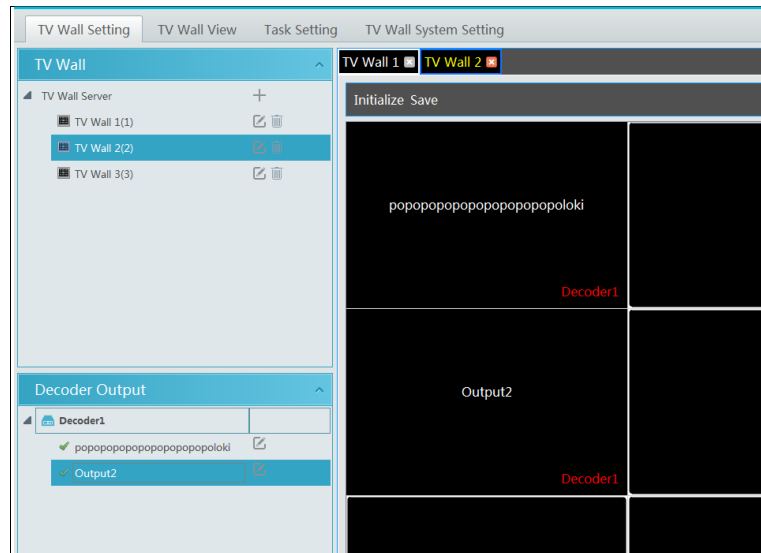 TV Wall Setting TV Wall View Task Setting TV Wall System Setting
TV Wall
TV Wall Server
TV Wall 1(1)
TV Wall 2(2)
TV Wall 3(3)
Decoder Output
Decoder1
popopopopopopopopopoloki
Output2
TV Wall 1 TV Wall 2
Initialize Save
popopopopopopopopopoloki
Decoder1
Output2
Decoder1